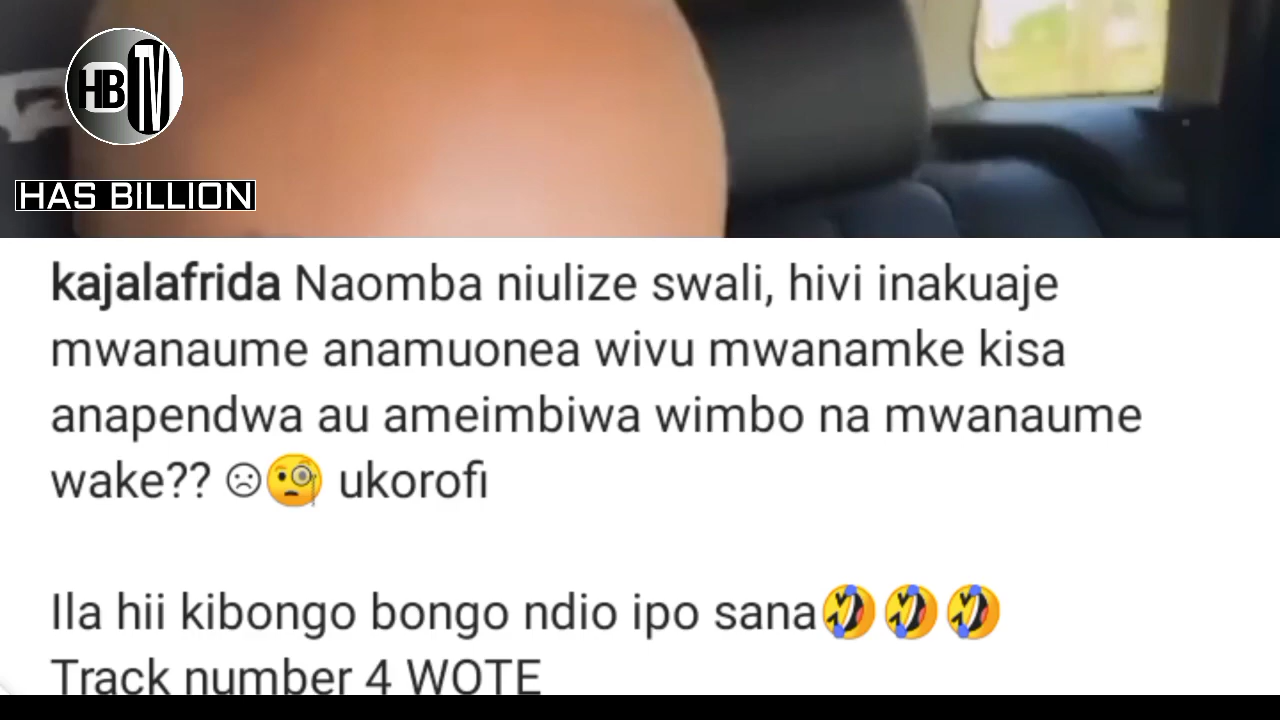 HB TV
HAS BILLION
kajalafrida Naomba niulize swali, hivi inakuaje
mwanaume anamuonea wivu mwanamke kisa
anapendwa au ameimbiwa wimbo na mwanaume
wake?? ☹🧐 ukorofi
Ila hii kibongo bongo ndio ipo sana🤣🤣🤣
Track number 4 WOTE